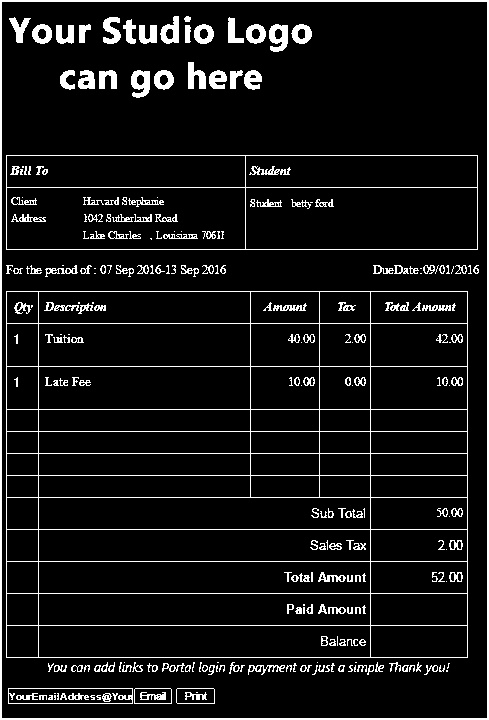 Your Studio Logo
can go here
Bill To Student
Client Harvard Stephanie Student betty ford
Address 1042 Sutherland Road
Lake Charles , Louisiana 70611
For the period of : 07 Sep 2016-13 Sep 2016 DueDate:09/01/2016
Qty Description Amount Tax Total Amount
1 Tuition 40.00 2.00 42.00
1 Late Fee 10.00 0.00 10.00
Sub Total 50.00
Sales Tax 2.00
Total Amount 52.00
Paid Amount
Balance
You can add links to Portal login for payment or just a simple Thank you!
YourEmailAddress@You Email Print